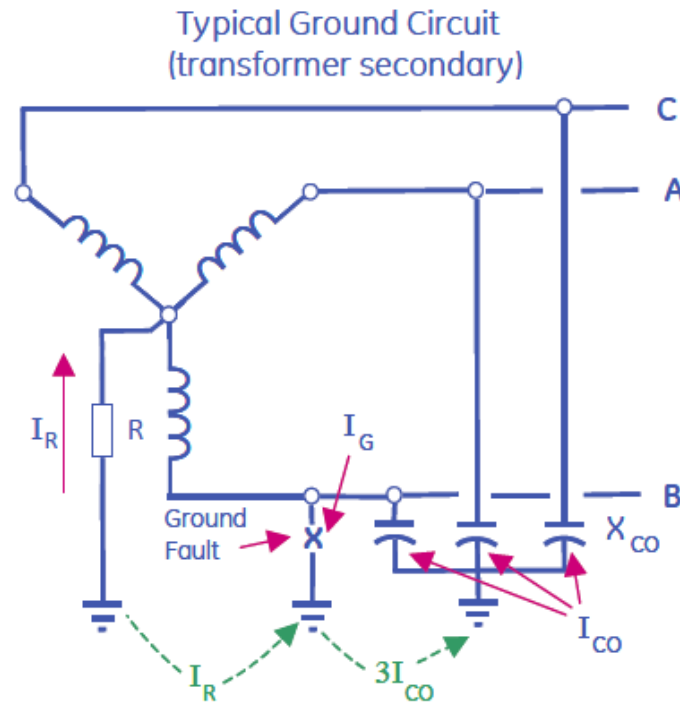 Typical Ground Circuit
(transformer secondary)
C
A
I_R
R
I_G
Ground
Fault
X
B
X_CO
I_CO
I_R
3I_CO